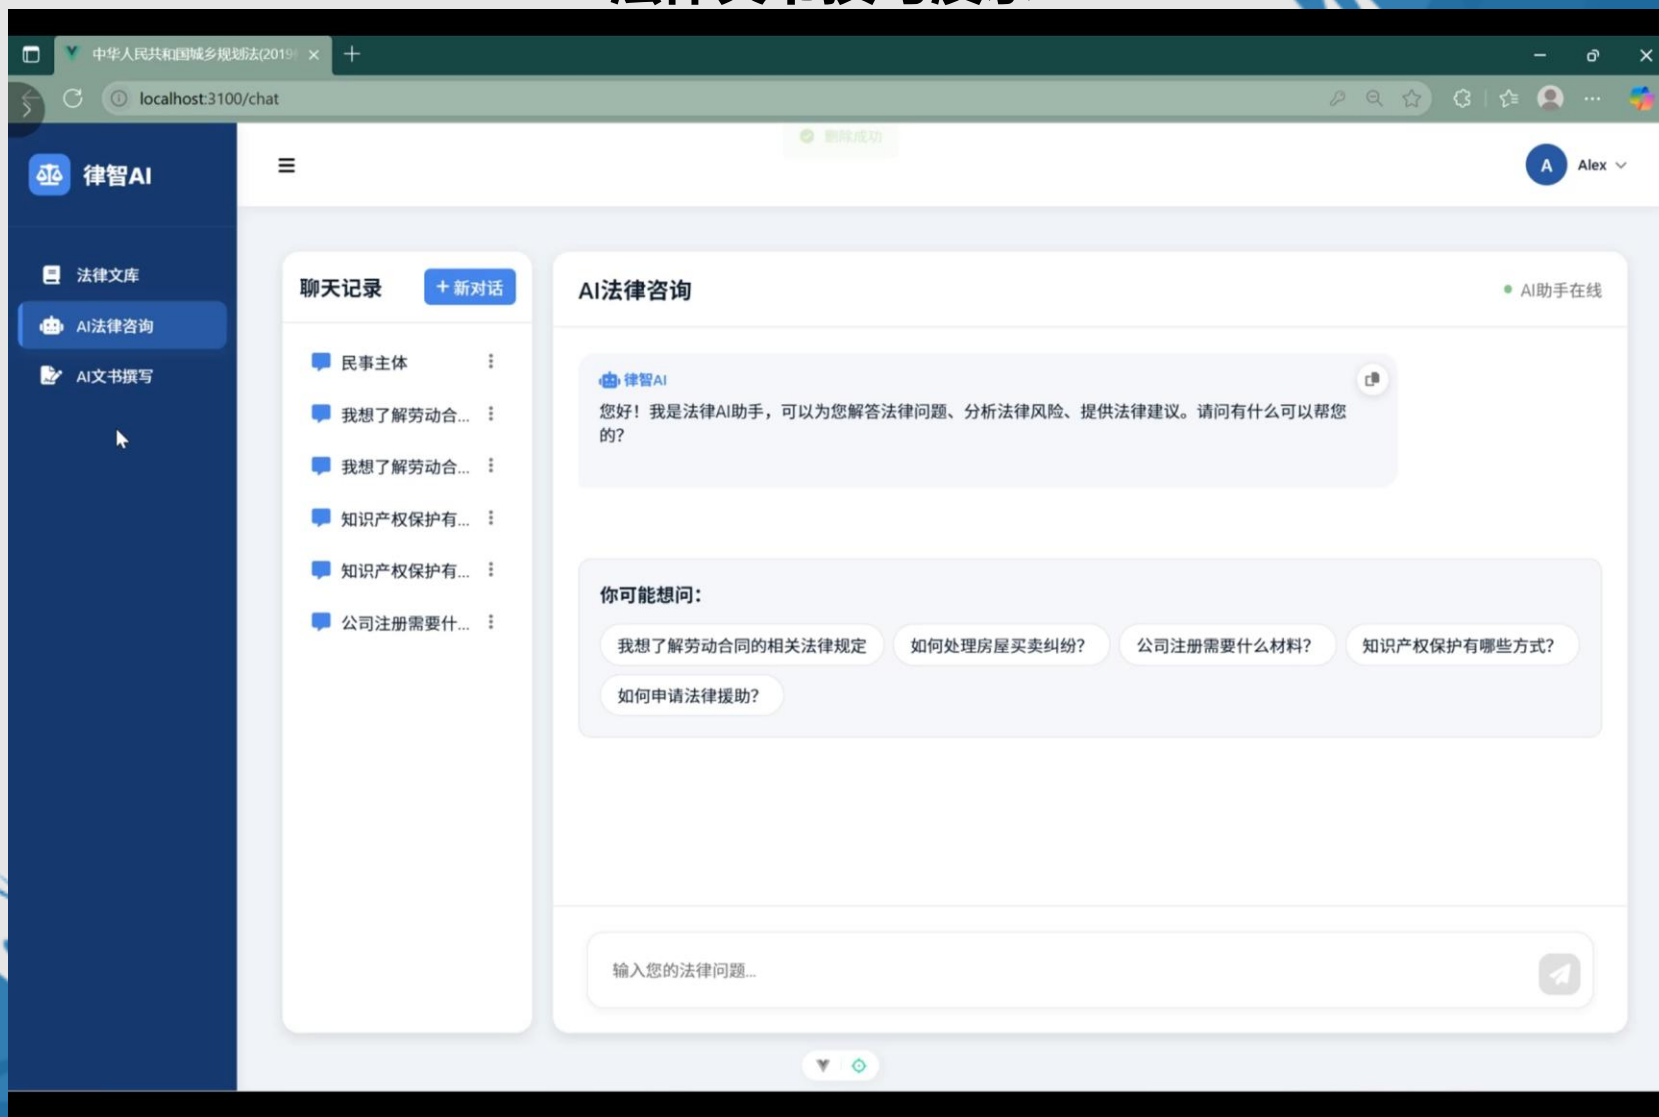 中华人民共和国城乡规划法(2019
localhost:3100/chat
删除成功
律智AI
A
Alex
法律文库
AI法律咨询
AI文书撰写
聊天记录
+ 新对话
民事主体
我想了解劳动合...
我想了解劳动合...
知识产权保护有...
知识产权保护有...
公司注册需要什...
AI法律咨询
AI助手在线
律智AI
您好！我是法律AI助手，可以为您解答法律问题、分析法律风险、提供法律建议。请问有什么可以帮您
的？
你可能想问：
我想了解劳动合同的相关法律规定
如何处理房屋买卖纠纷？
公司注册需要什么材料？
知识产权保护有哪些方式？
如何申请法律援助？
输入您的法律问题...